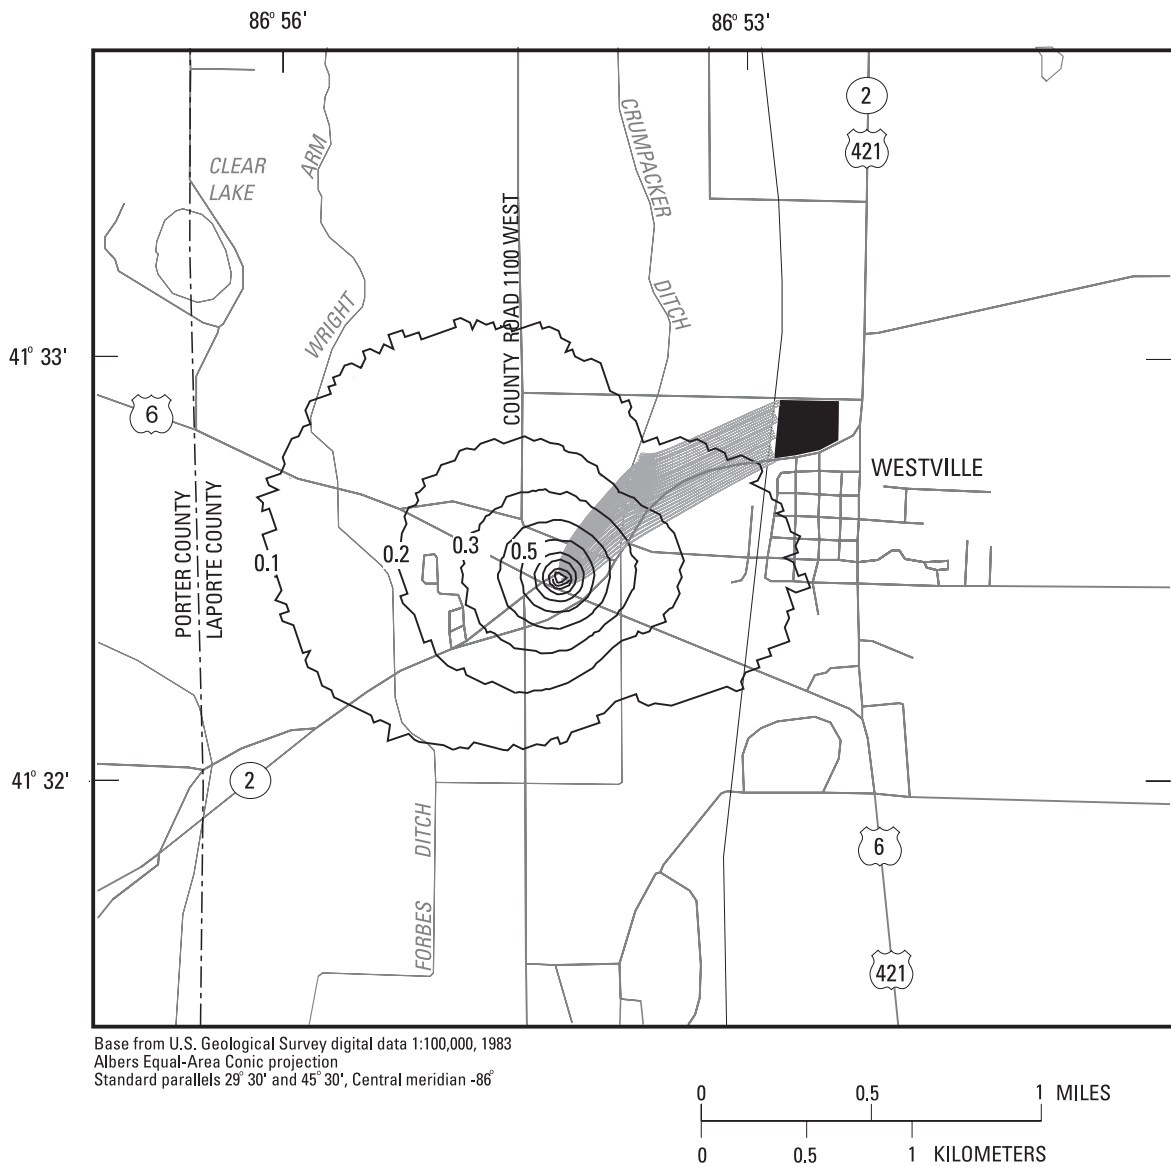 86° 56'
86° 53'
2
421
CLEAR
LAKE
ARM
CRUMPACKER
COUNTY ROAD 1100 WEST
DITCH
WRIGHT
41° 33'
6
WESTVILLE
0.1
0.2
0.3
0.5
PORTER COUNTY
LAPORTE COUNTY
41° 32'
2
DITCH
FORBES
6
421
Base from U.S. Geological Survey digital data 1:100,000, 1983
Albers Equal-Area Conic projection
Standard parallels 29° 30' and 45° 30', Central meridian -86°
0 0.5 1 MILES
0 0.5 1 KILOMETERS